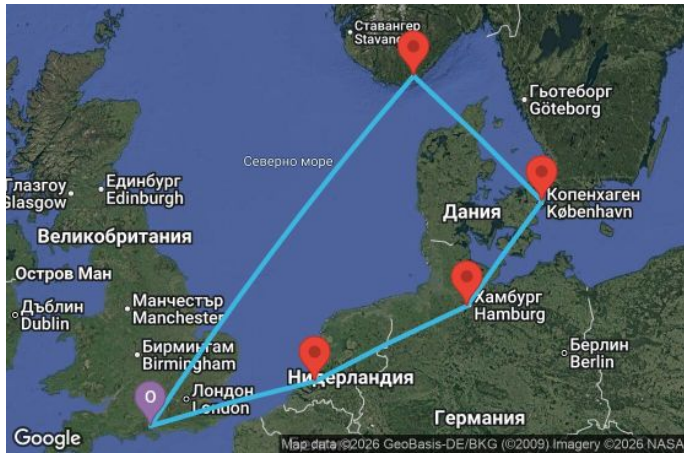 Ставангер
Stavang
Гьотеборг
Göteborg
Северно море
Глазгоу
Glasgow
Единбург
Edinburgh
Копенхаген
København
Дания
Великобритания
Остров Ман
Дъблин
Dublin
Манчестър
Manchester
Хамбург
Hamburg
Бирмингам
Birmingham
Берлин
Berlin
Нидерландия
O
Лондон
London
Германия
Google
Map data ©2026 GeoBasis-DE/BKG (©2009) Imagery ©2026 NASA